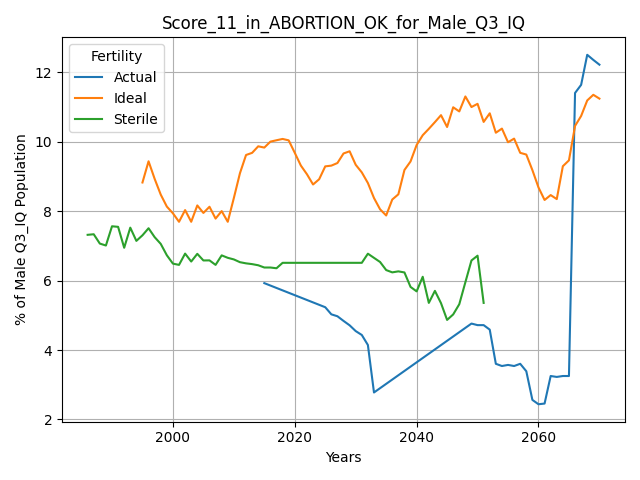 Score_11_in_ABORTION_OK_for_Male_Q3_IQ
Fertility
Actual
Ideal
Sterile
% of Male Q3_IQ Population
12
10
8
6
4
2
2000
2020
2040
2060
Years